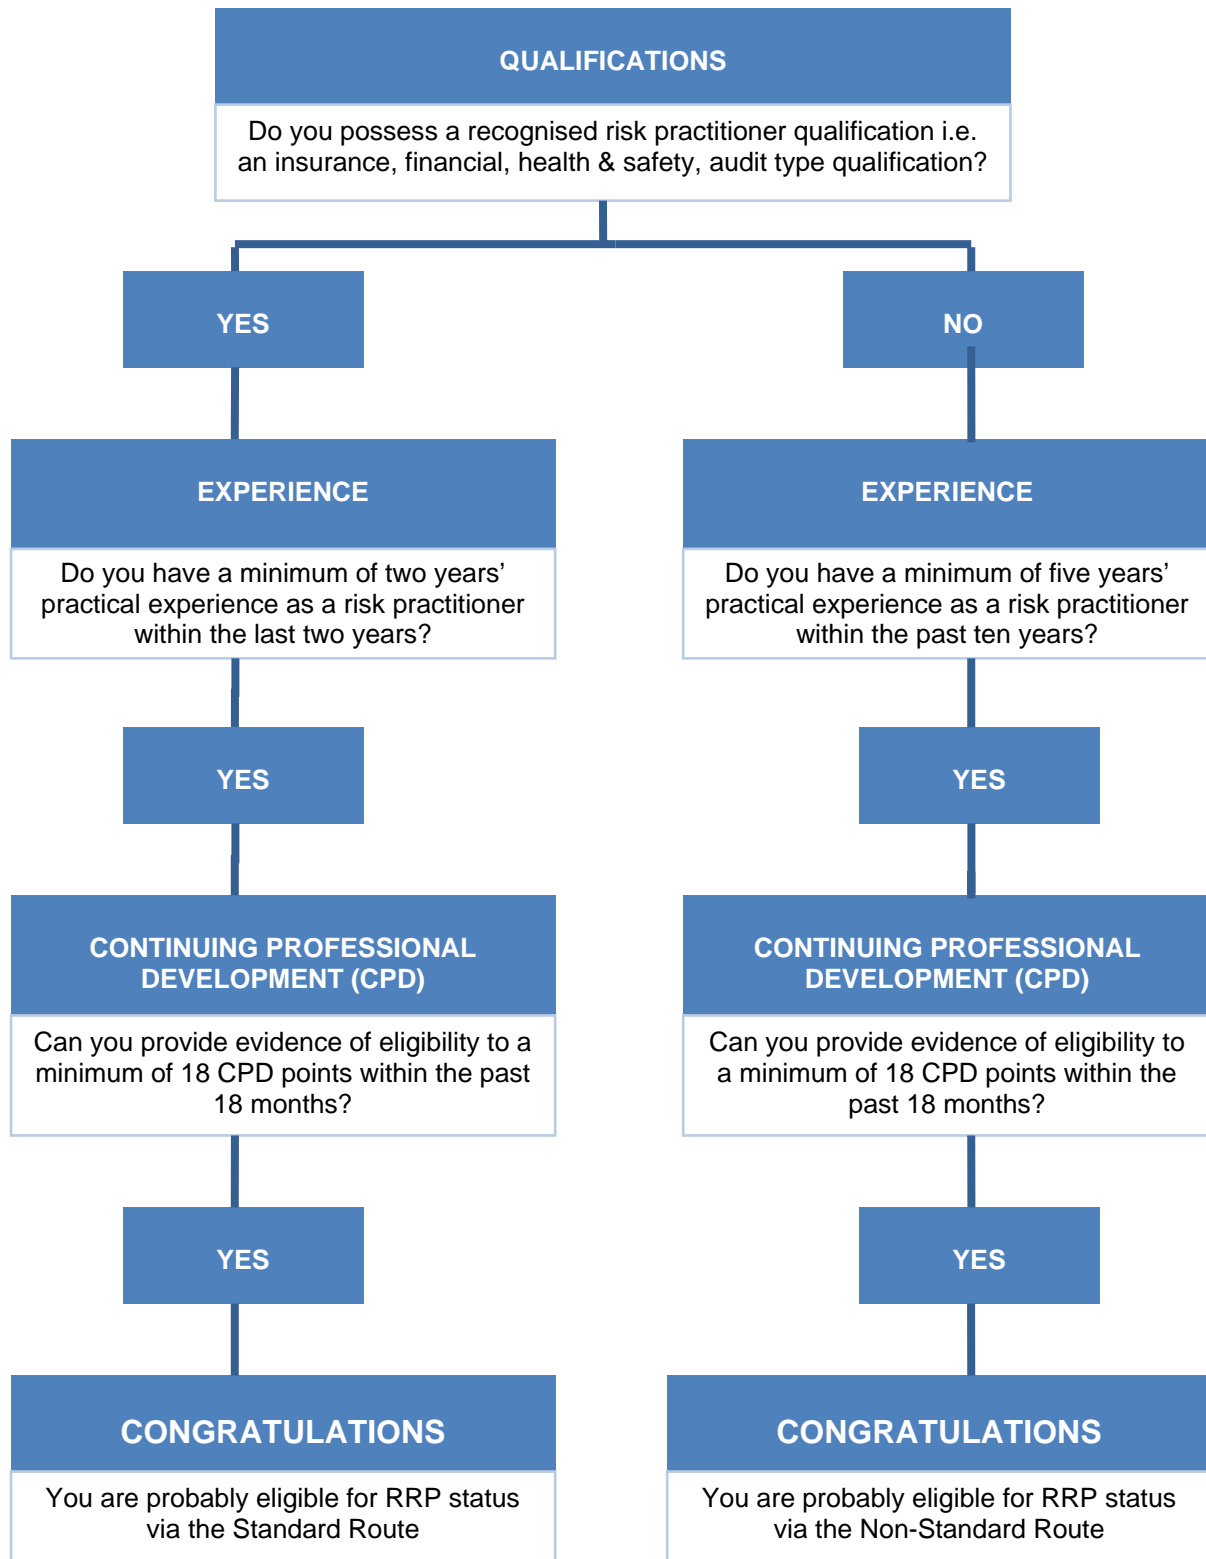 QUALIFICATIONS
Do you possess a recognised risk practitioner qualification i.e.
an insurance, financial, health & safety, audit type qualification?
YES
NO
EXPERIENCE
Do you have a minimum of two years’
practical experience as a risk practitioner
within the last two years?
EXPERIENCE
Do you have a minimum of five years’
practical experience as a risk practitioner
within the past ten years?
YES
YES
CONTINUING PROFESSIONAL
DEVELOPMENT (CPD)
Can you provide evidence of eligibility to a
minimum of 18 CPD points within the past
18 months?
CONTINUING PROFESSIONAL
DEVELOPMENT (CPD)
Can you provide evidence of eligibility to
a minimum of 18 CPD points within the
past 18 months?
YES
YES
CONGRATULATIONS
You are probably eligible for RRP status
via the Standard Route
CONGRATULATIONS
You are probably eligible for RRP status
via the Non-Standard Route